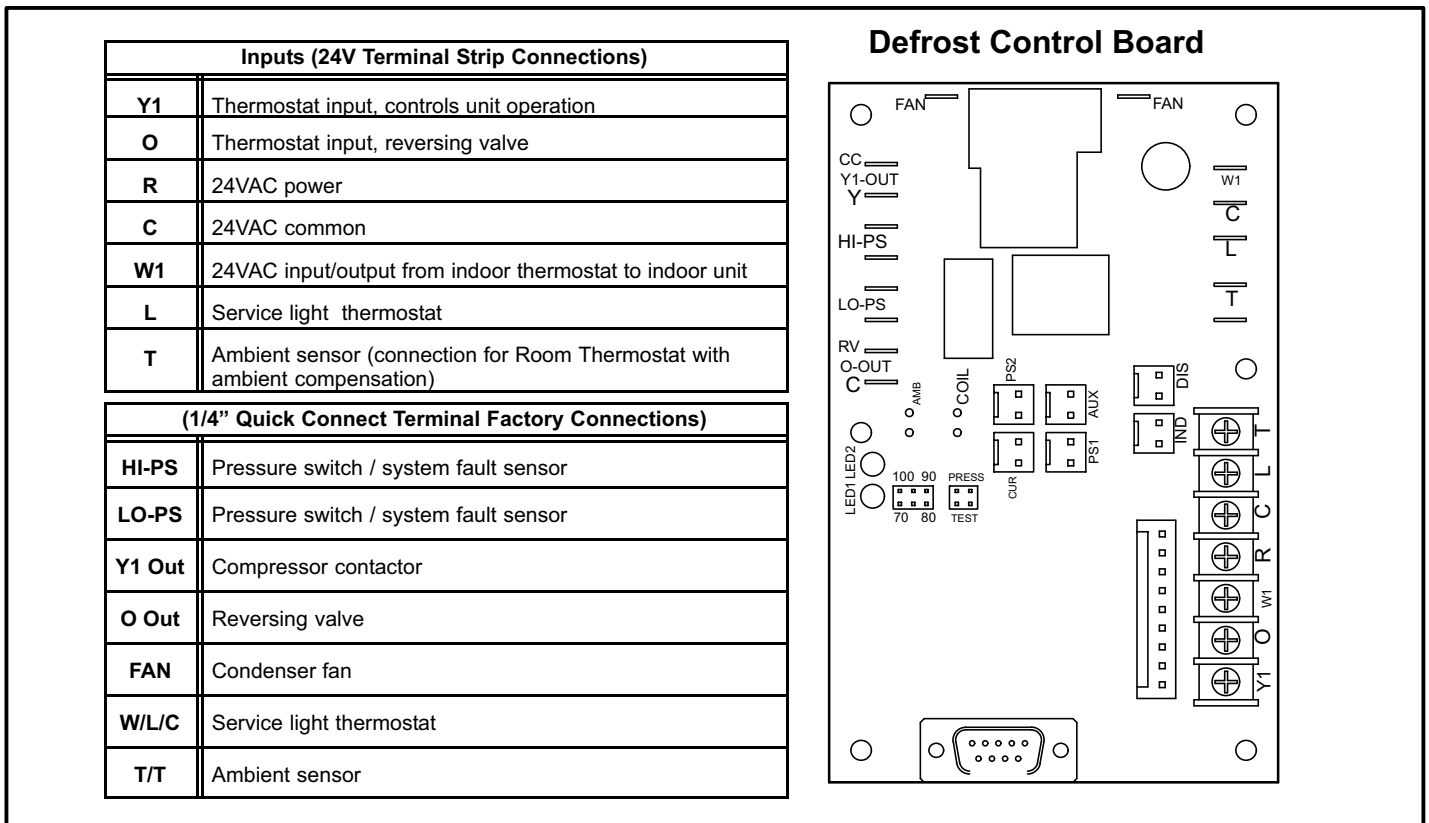 Inputs (24V Terminal Strip Connections)
Y1 Thermostat input, controls unit operation
O Thermostat input, reversing valve
R 24VAC power
C 24VAC common
W1 24VAC input/output from indoor thermostat to indoor unit
L Service light thermostat
T Ambient sensor (connection for Room Thermostat with
ambient compensation)
(1/4” Quick Connect Terminal Factory Connections)
HI-PS Pressure switch / system fault sensor
LO-PS Pressure switch / system fault sensor
Y1 Out Compressor contactor
O Out Reversing valve
FAN Condenser fan
W/L/C Service light thermostat
T/T Ambient sensor
Defrost Control Board
FAN
FAN
CC
Y1-OUT
Y
HI-PS
LO-PS
RV
O-OUT
C
W1
C
L
T
AMB
COIL
PS2
AUX
DIS
IND
CUR
PS1
LED1 LED2
100 90
70 80
PRESS
TEST
T
L
C
R
W1
O
Y1